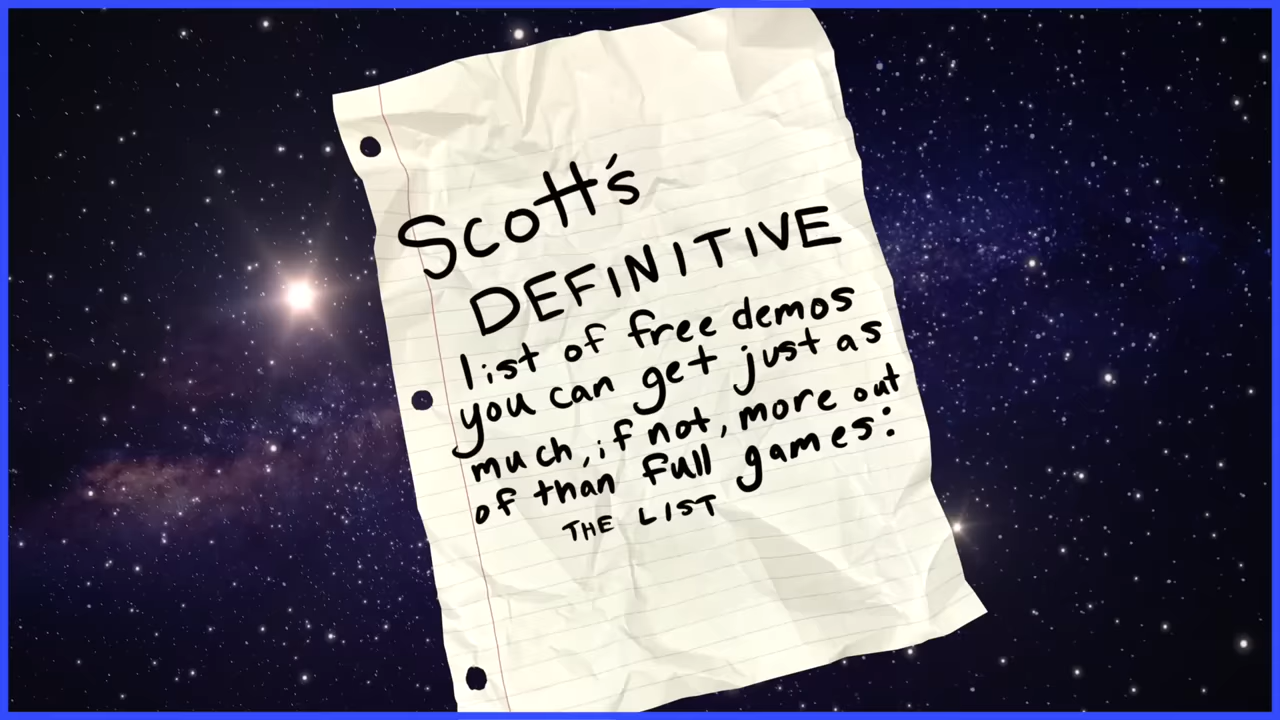 Scott's
DEFINITIVE
list of free demos
you can get just as
much, if not, more out
of than full games:
THE LIST